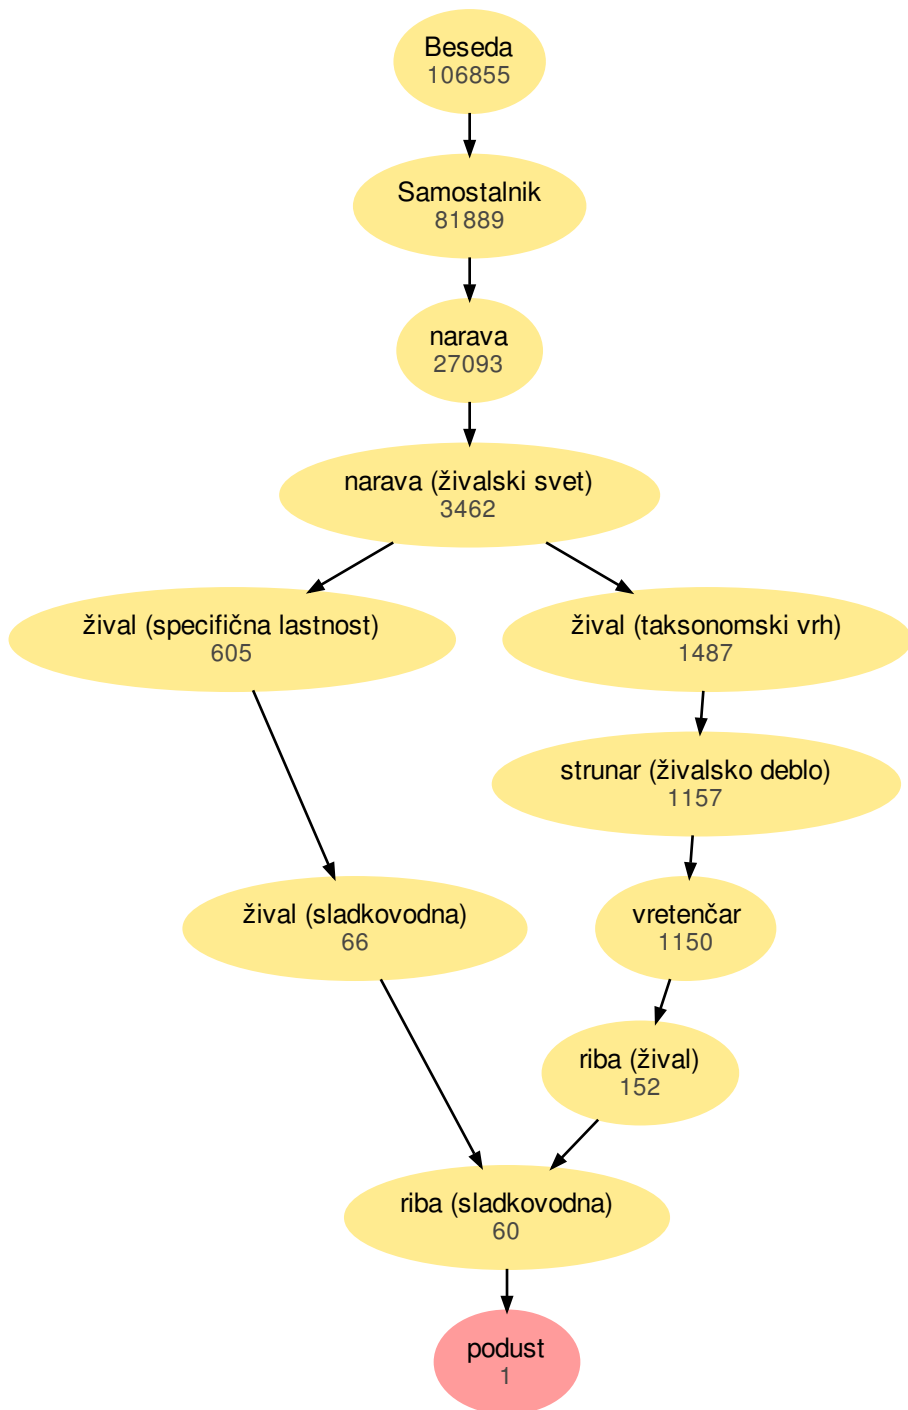 Beseda
106855
Samostalnik
81889
narava
27093
narava (živalski svet)
3462
žival (specifična lastnost)
605
žival (taksonomski vrh)
1487
strunar (živalsko deblo)
1157
žival (sladkovodna)
66
vretenčar
1150
riba (žival)
152
riba (sladkovodna)
60
podust
1